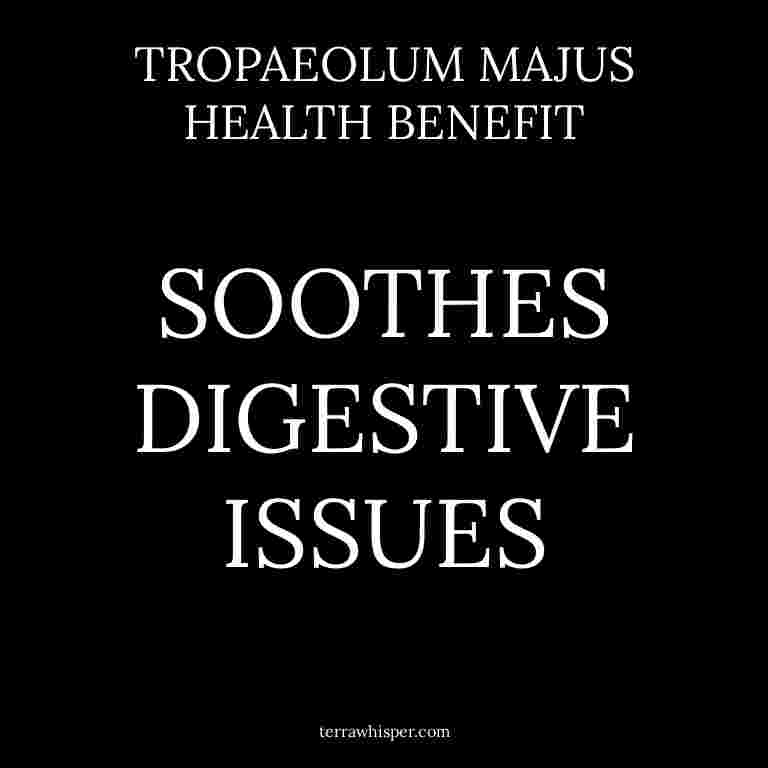 TROPAEOLUM MAJUS
HEALTH BENEFIT
SOOTHES
DIGESTIVE
ISSUES
terrawhisper.com